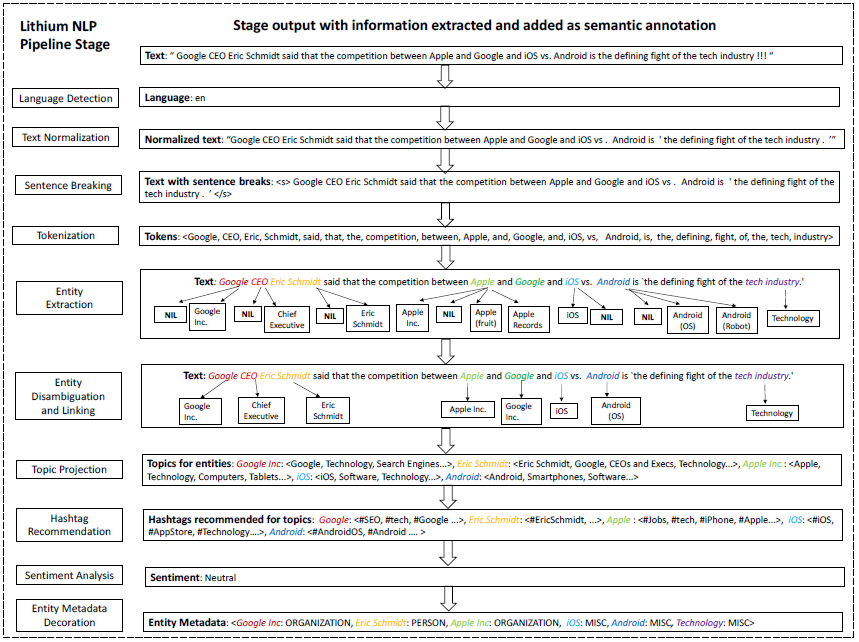 Lithium NLP
Pipeline Stage
Stage output with information extracted and added as semantic annotation
Text: “ Google CEO Eric Schmidt said that the competition between Apple and Google and iOS vs. Android is the defining fight of the tech industry !!! “
Language Detection
Language: en
Text Normalization
Normalized text: “Google CEO Eric Schmidt said that the competition between Apple and Google and iOS vs . Android is ' the defining fight of the tech industry . '”
Sentence Breaking
Text with sentence breaks: <s> Google CEO Eric Schmidt said that the competition between Apple and Google and iOS vs . Android is ' the defining fight of the
tech industry . ' </s>
Tokenization
Tokens: <Google, CEO, Eric, Schmidt, said, that, the, competition, between, Apple, and, Google, and, iOS, vs, Android, is, the, defining, fight, of, the, tech, industry>
Entity
Extraction
Text: Google CEO Eric Schmidt said that the competition between Apple and Google and iOS vs. Android is `the defining fight of the tech industry.'
NIL
Google
Inc.
NIL
Chief
Executive
NIL
Eric
Schmidt
Apple
Inc.
NIL
Apple
(fruit)
Apple
Records
iOS
NIL
NIL
Android
(OS)
Android
(Robot)
Technology
Entity
Disambiguation
and Linking
Text: Google CEO Eric Schmidt said that the competition between Apple and Google and iOS vs. Android is `the defining fight of the tech industry.'
Google
Inc.
Chief
Executive
Eric
Schmidt
Apple Inc.
Google
Inc.
iOS
Android
(OS)
Technology
Topic Projection
Topics for entities: Google Inc: <Google, Technology, Search Engines...>, Eric Schmidt: <Eric Schmidt, Google, CEOs and Execs, Technology...>, Apple Inc.: <Apple,
Technology, Computers, Tablets...>, iOS: <iOS, Software, Technology...>, Android: <Android, Smartphones, Software...>
Hashtag
Recommendation
Hashtags recommended for topics: Google: <#SEO, #tech, #Google ...>, Eric Schmidt: <#EricSchmidt, ...>, Apple : <#Jobs, #tech, #iPhone, #Apple...>, iOS: <#iOS,
#AppStore, #Technology....>, Android: <#AndroidOS, #Android .... >
Sentiment Analysis
Sentiment: Neutral
Entity Metadata
Decoration
Entity Metadata: <Google Inc: ORGANIZATION, Eric Schmidt: PERSON, Apple Inc: ORGANIZATION, iOS: MISC, Android: MISC, Technology: MISC>